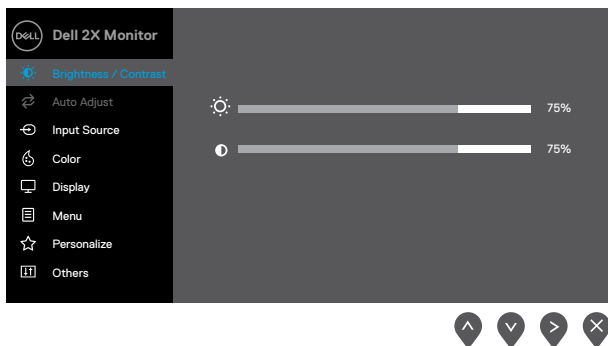 DELL Dell 2X Monitor
Brightness / Contrast
Auto Adjust
75%
Input Source
Color
75%
Display
Menu
Personalize
Others